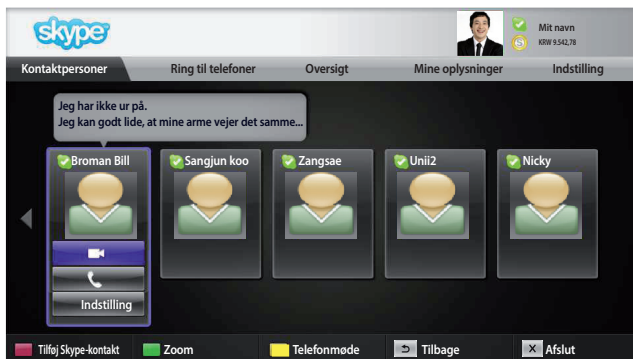 skype
Mit navn
KRW 9.542,78
Kontaktpersoner Ring til telefoner Oversigt Mine oplysninger Indstilling
Jeg har ikke ur på.
Jeg kan godt lide, at mine arme vejer det samme...
Broman Bill Sangjun koo Zangsae Unii2 Nicky
Indstilling
Tilføj Skype-kontakt Zoom Telefonmøde Tilbage X Afslut